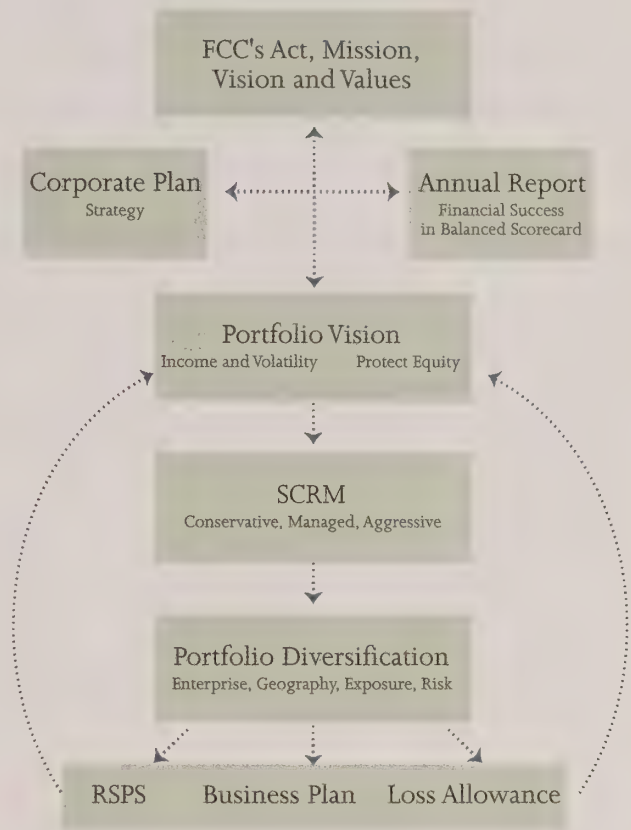 FCC's Act, Mission,
Vision and Values
Corporate Plan
Strategy
Annual Report
Financial Success
in Balanced Scorecard
Portfolio Vision
Income and Volatility Protect Equity
SCRM
Conservative, Managed, Aggressive
Portfolio Diversification
Enterprise, Geography, Exposure, Risk
RSPS Business Plan Loss Allowance